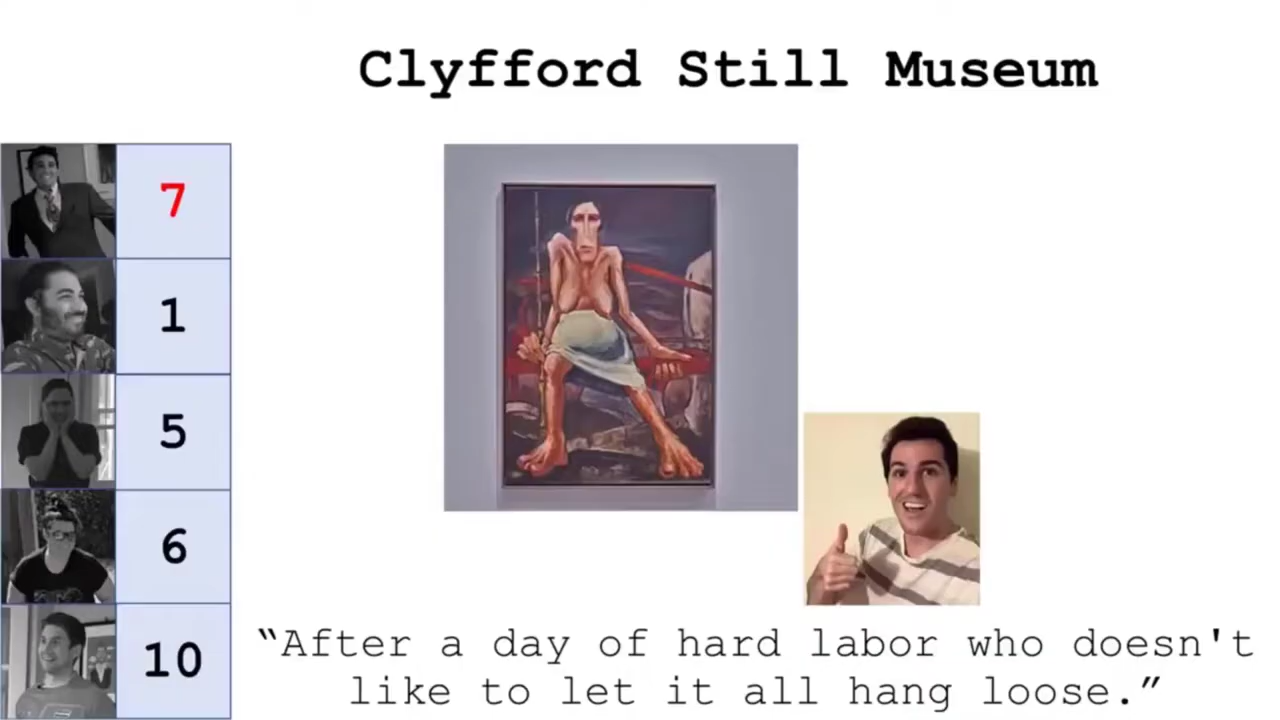 Clyfford Still Museum
7
1
5
6
10
“After a day of hard labor who doesn't
like to let it all hang loose.”